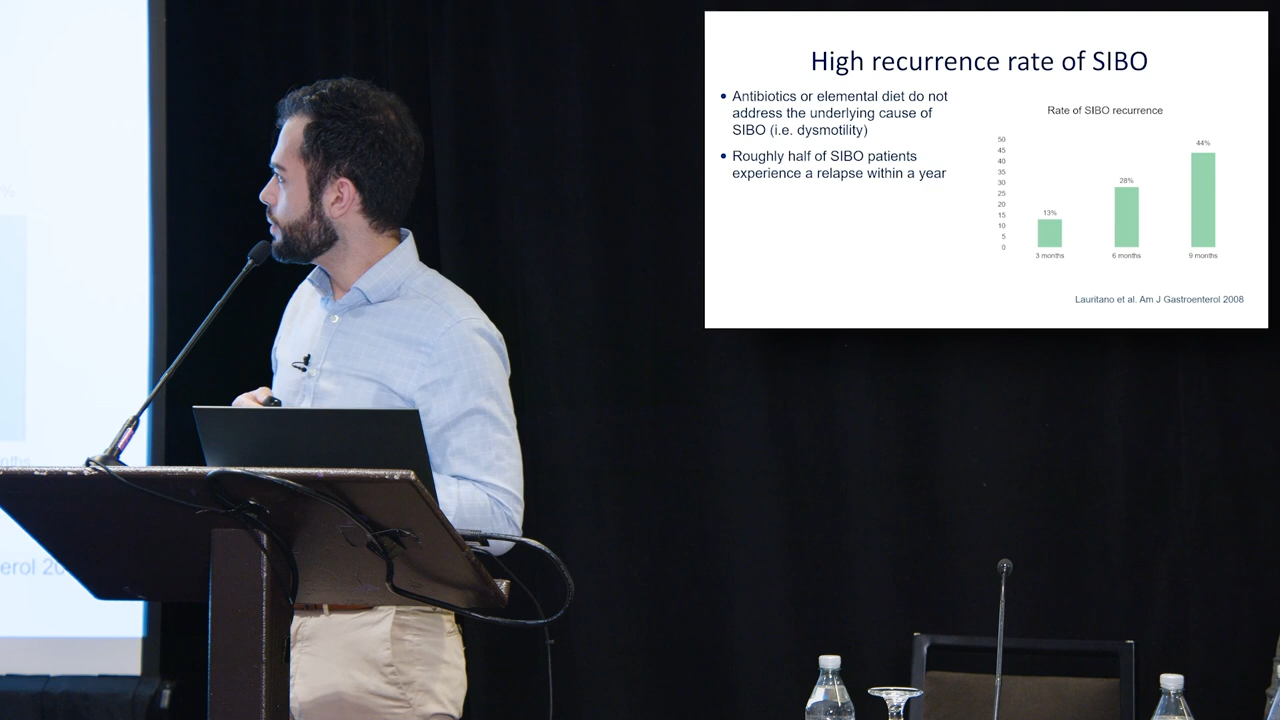 High recurrence rate of SIBO
• Antibiotics or elemental diet do not
address the underlying cause of
SIBO (i.e. dysmotility)
• Roughly half of SIBO patients
experience a relapse within a year
Rate of SIBO recurrence
50
45
40
35
30
25
20
15
10
5
0
13%
28%
44%
3 months
6 months
9 months
Lauritano et al. Am J Gastroenterol 2008
%
nths
erol 20